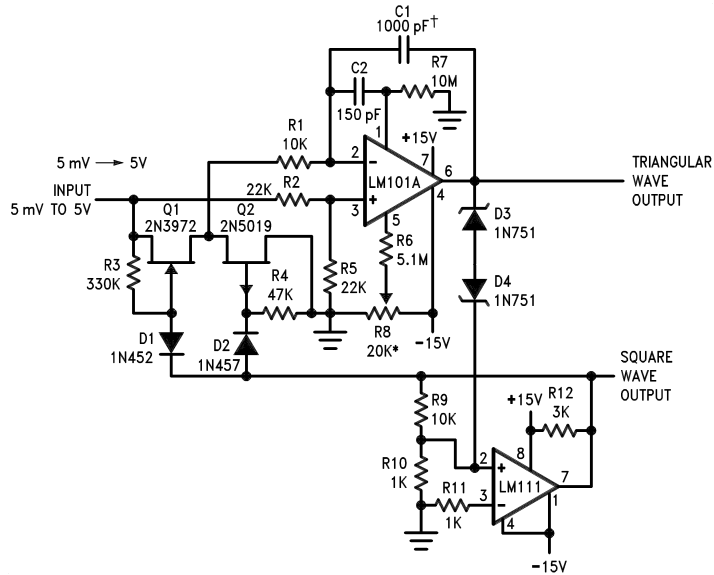 C1
1000 pF†
C2
150 pF
R7
10M
R1
10K
1
+15V
5 mV → 5V
2
7
6
LM101A
TRIANGULAR
WAVE
OUTPUT
INPUT
5 mV TO 5V
22K
R2
3
4
5
Q1
2N3972
Q2
2N5019
D3
1N751
R3
330K
R4
47K
R5
22K
R6
5.1M
D4
1N751
R8
20K*
-15V
D1
1N452
D2
1N457
SQUARE
WAVE
OUTPUT
R9
10K
+15V
R12
3K
R10
1K
2
8
7
LM111
R11
1K
3
4
1
-15V